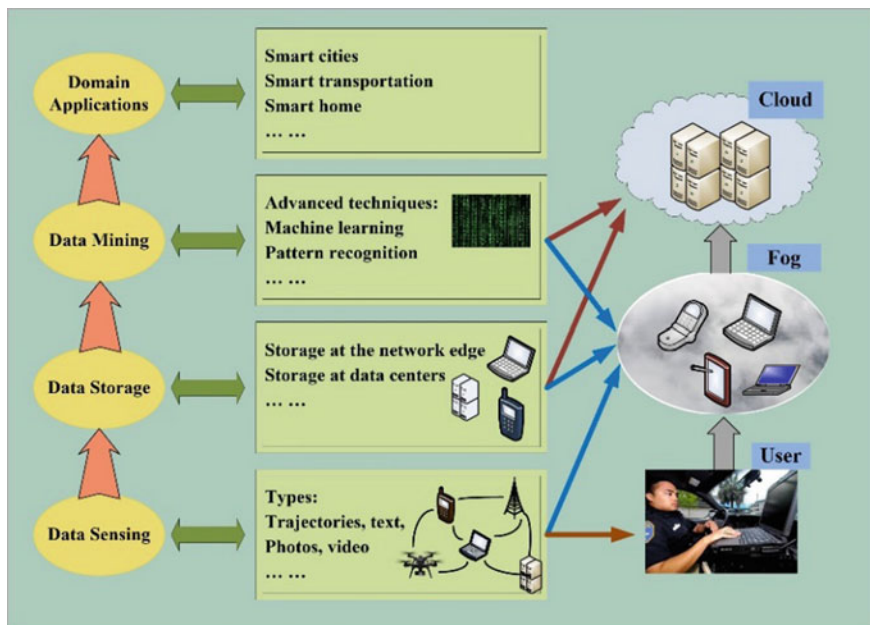 Domain
Applications
Smart cities
Smart transportation
Smart home
… …
Cloud
Data Mining
Advanced techniques:
Machine learning
Pattern recognition
… …
Fog
Data Storage
Storage at the network edge
Storage at data centers
… …
User
Data Sensing
Types:
Trajectories, text,
Photos, video
… …